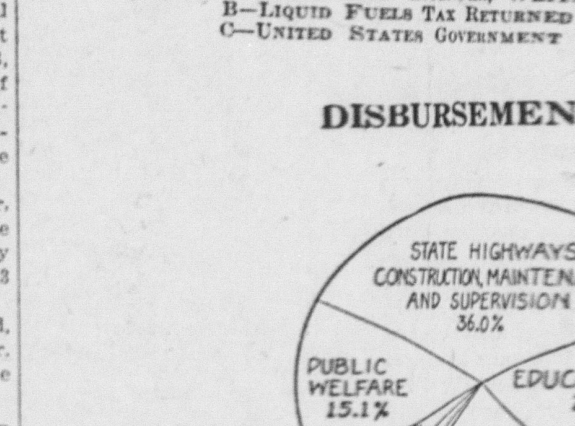 B—LIQUID FUELS TAX RETURNED
C—UNITED STATES GOVERNMENT
DISBURSEMEN
STATE HIGHWAYS
CONSTRUCTION, MAINTEN
AND SUPERVISION
36.0%
PUBLIC
WELFARE
15.1%
EDUC